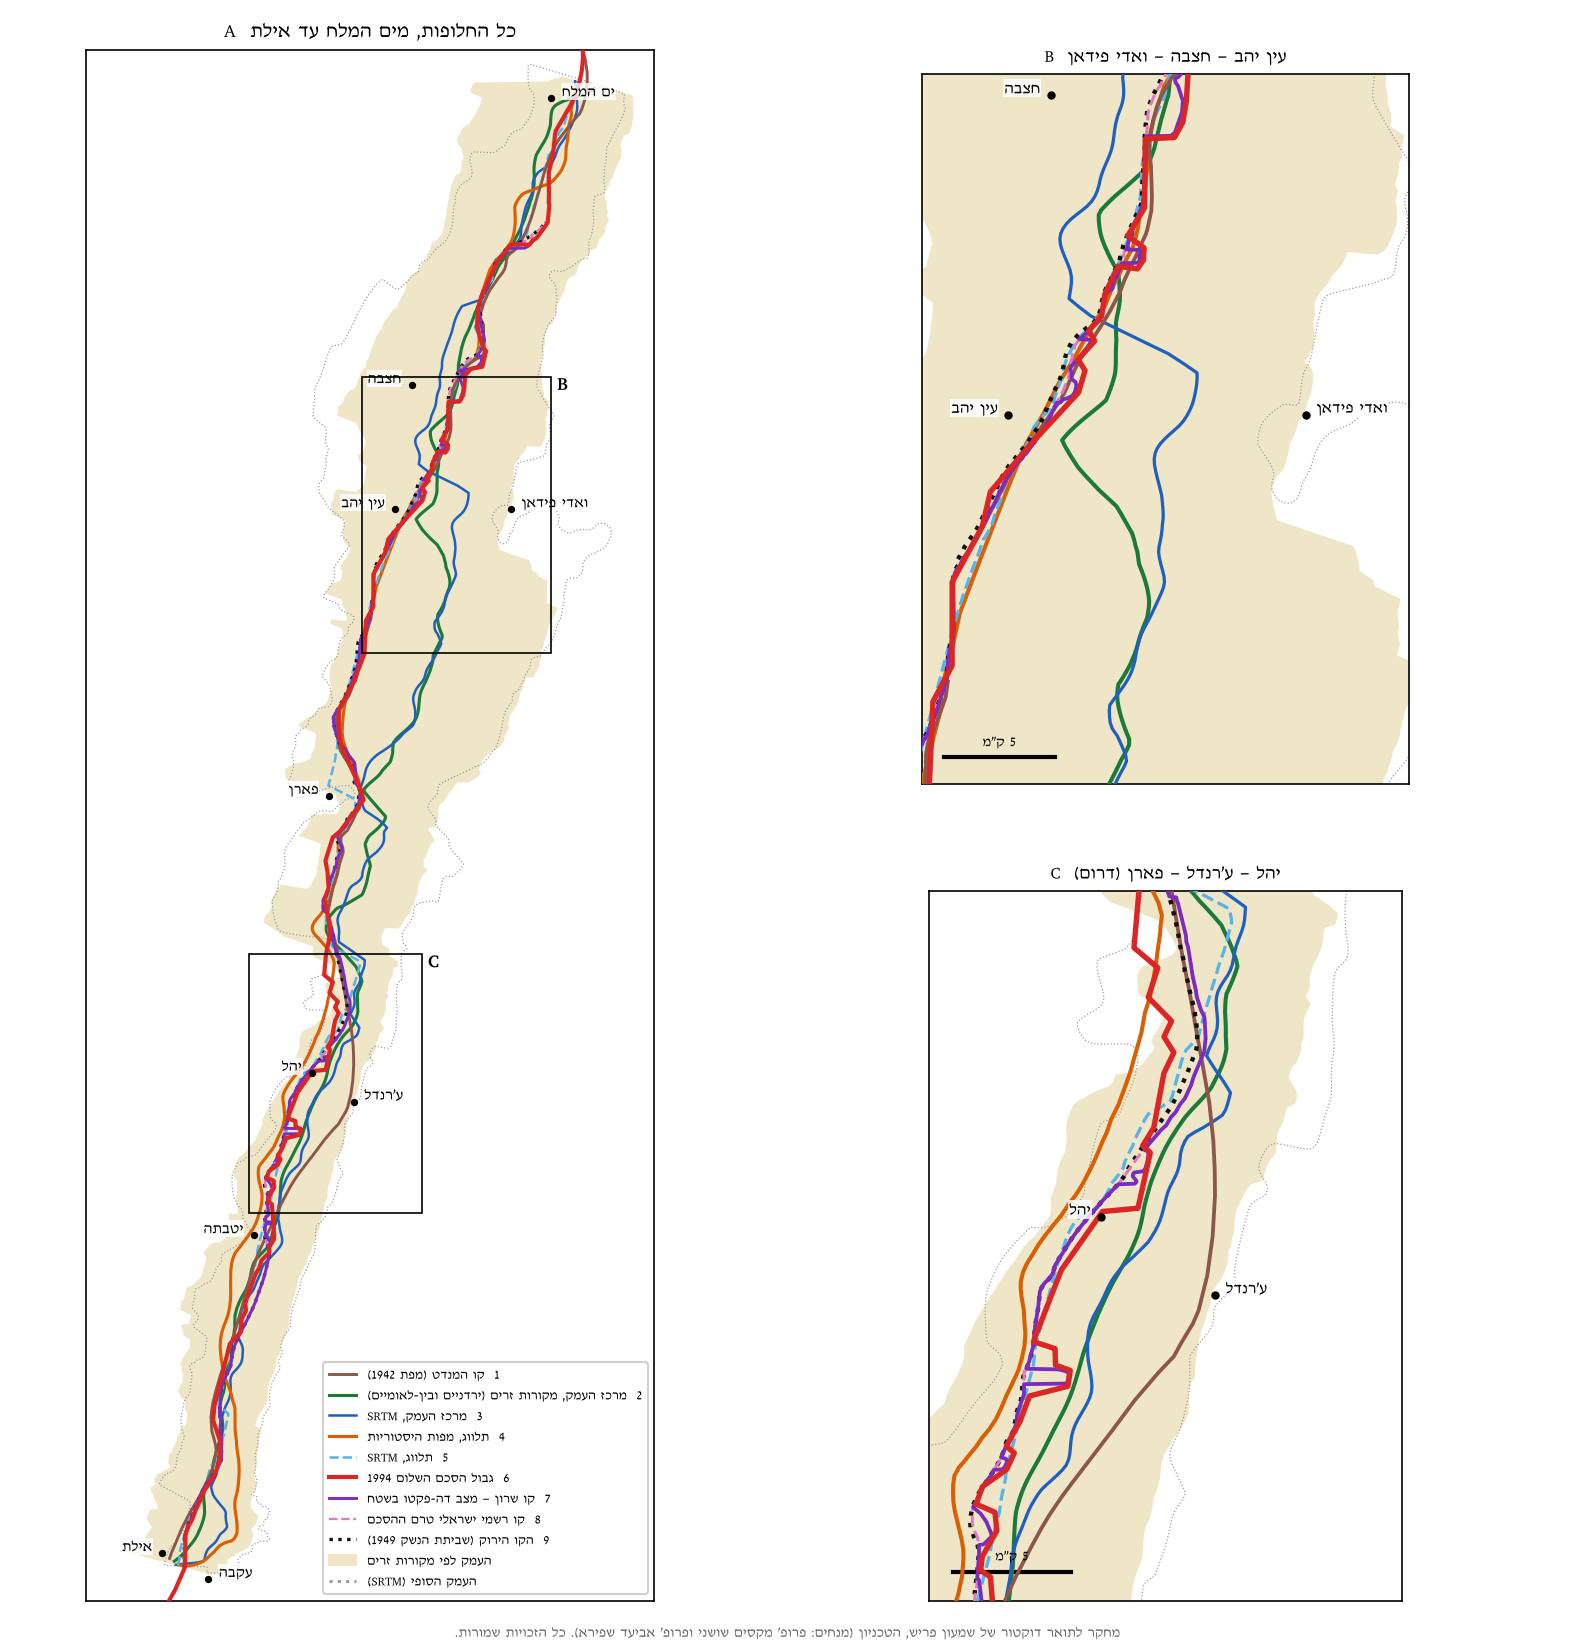 A כל החלופות, מים המלח עד אילת
ים המלח
חצבה
B
עין יהב
ואדי פידאן
פארן
C
יהל
ע'רנדל
יטבתה
אילת
עקבה
1 קו המנדט (מפת 1942)
2 מרכז העמק, מקורות זרים (ירדניים ובין-לאומיים)
3 מרכז העמק, SRTM
4 תלווג, מפות היסטוריות
5 תלווג, SRTM
6 גבול הסכם השלום 1994
7 קו שרון – מצב דה-פקטו בשטח
8 קו רשמי ישראלי טרם ההסכם
9 הקו הירוק (שביתת הנשק 1949)
העמק לפי מקורות זרים
העמק הסופי (SRTM)
B עין יהב – חצבה – ואדי פידאן
חצבה
עין יהב
ואדי פידאן
5 ק"מ
C יהל – ע'רנדל – פארן (דרום)
יהל
ע'רנדל
5 ק"מ
מחקר לתואר דוקטור של שמעון פריש, הטכניון (מנחים: פרופ' מקסים שושני ופרופ' אביעד שפירא). כל הזכויות שמורות.